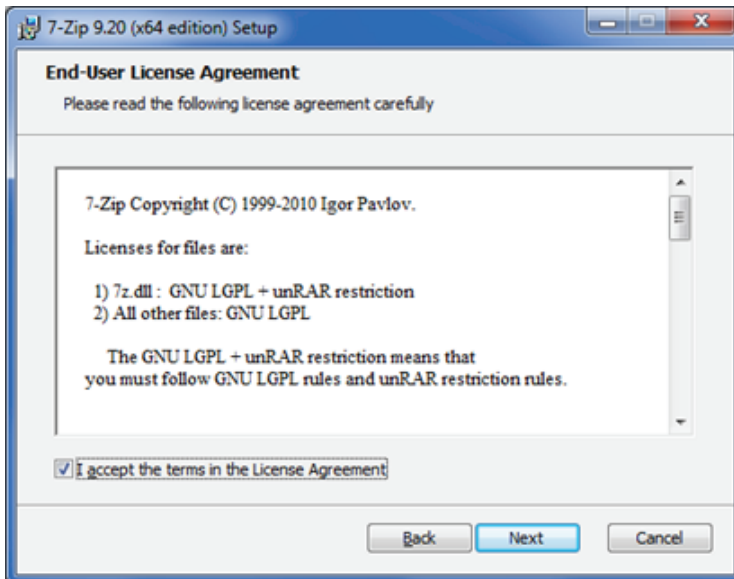 7-Zip 9.20 (x64 edition) Setup
End-User License Agreement
Please read the following license agreement carefully
7-Zip Copyright (C) 1999-2010 Igor Pavlov.
Licenses for files are:
1) 7z.dll : GNU LGPL + unRAR restriction
2) All other files: GNU LGPL
The GNU LGPL + unRAR restriction means that
you must follow GNU LGPL rules and unRAR restriction rules.
I accept the terms in the License Agreement
Back Next Cancel